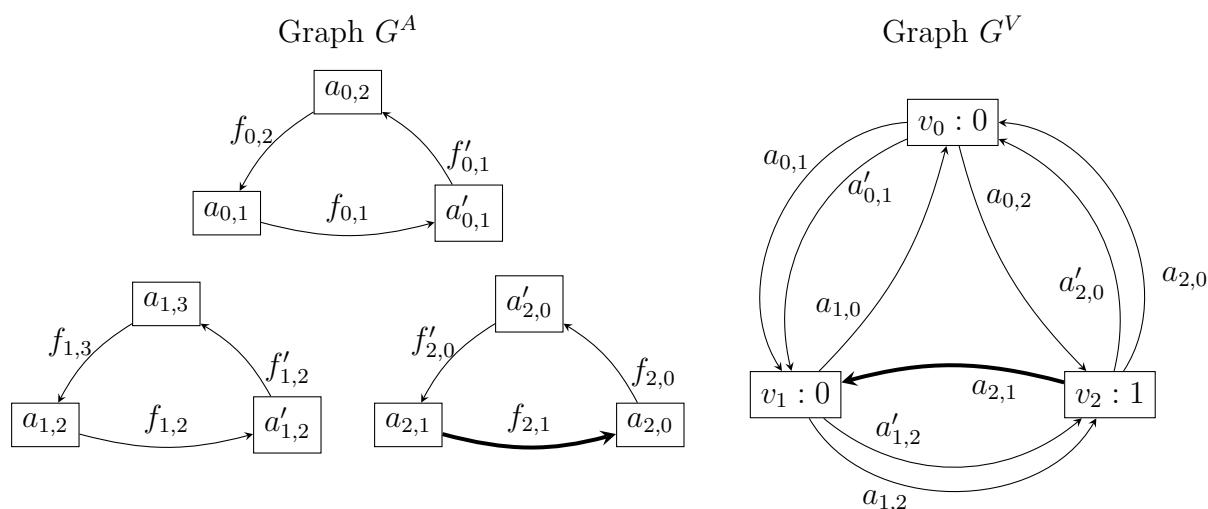 Graph $G^A$
Graph $G^V$
$a_{0,2}$
$f_{0,2}$
$f'_{0,1}$
$a_{0,1}$
$f_{0,1}$
$a'_{0,1}$
$a_{1,3}$
$f_{1,3}$
$f'_{1,2}$
$a_{1,2}$
$f_{1,2}$
$a'_{1,2}$
$a'_{2,0}$
$f'_{2,0}$
$f_{2,0}$
$a_{2,1}$
$f_{2,1}$
$a_{2,0}$
$v_0 : 0$
$a_{0,1}$
$a'_{0,1}$
$a_{0,2}$
$a_{1,0}$
$a'_{2,0}$
$a_{2,0}$
$v_1 : 0$
$a_{2,1}$
$v_2 : 1$
$a'_{1,2}$
$a_{1,2}$